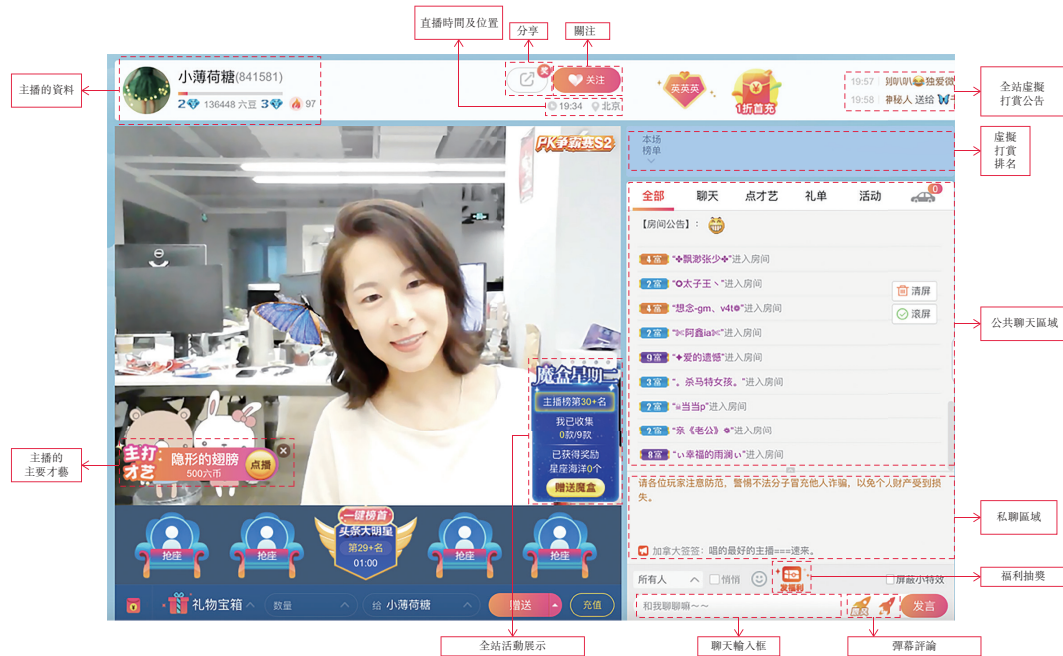 直播時間及位置
分享
關注
主播的資料
小薄荷糖(841581)
2 136448 六豆 3 97
奖
关注
19:34 北京
英英英
1折首充
19:57
独爱微
19:58 神秘人 送给
全站虛擬
打賞公告
PK争霸赛S2
本场
榜单
虛擬
打賞
排名
全部 聊天 点才艺 礼单 活动 0
【房间公告】：
4富 “✤飘渺张少✤”进入房间
2富 “✪太子王丶”进入房间
清屏
4富 “想念-gm、v4t❁”进入房间
滚屏
2富 “✄阿鑫ia✄”进入房间
公共聊天區域
9富 “✦爱的遗憾”进入房间
3富 “。杀马特女孩。”进入房间
2富 “≡当当p”进入房间
2富 “奈《老公》❁”进入房间
8富 “ぃ幸福的雨澜ぃ”进入房间
魔盒星期二
主播榜第30+名
我已收集
0款/9款
已获得奖励
星座海洋0个
赠送魔盒
主播的
主要才藝
主打
才艺
隐形的翅膀
500六币
点播
请各位玩家注意防范，警惕不法分子冒充他人诈骗，以免个人财产受到损
失。
私聊區域
加拿大签签：唱的最好的主播===速来。
抢座
抢座
一键榜首
头条大明星
第29+名
01:00
抢座
抢座
所有人 悄悄 发福利 屏蔽小特效
福利抽獎
礼物宝箱 数量 给 小薄荷糖 赠送 充值
和我聊聊嘛～～ 发言
全站活動展示
聊天輸入框
彈幕評論